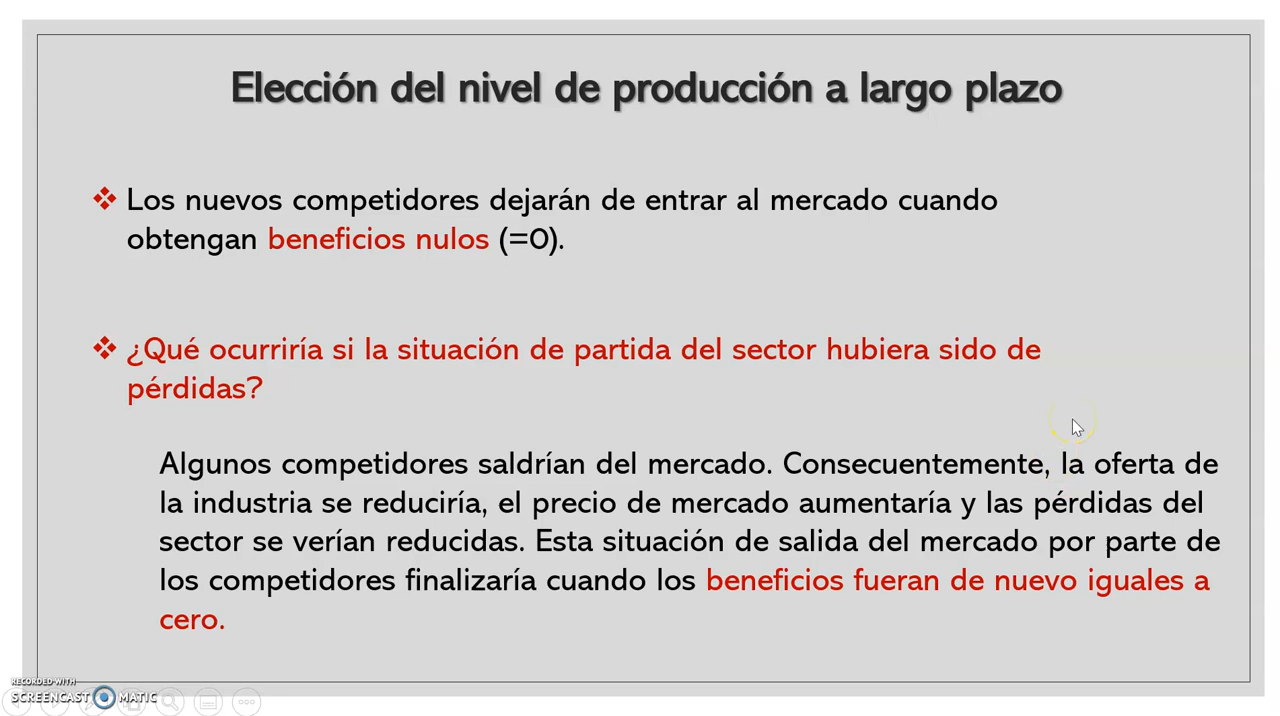 Elección del nivel de producción a largo plazo
Los nuevos competidores dejarán de entrar al mercado cuando
obtengan beneficios nulos (=0).
¿Qué ocurriría si la situación de partida del sector hubiera sido de
pérdidas?
Algunos competidores saldrían del mercado. Consecuentemente, la oferta de
la industria se reduciría, el precio de mercado aumentaría y las pérdidas del
sector se verían reducidas. Esta situación de salida del mercado por parte de
los competidores finalizaría cuando los beneficios fueran de nuevo iguales a
cero.
RECORDED WITH
SCREENCAST MATIC